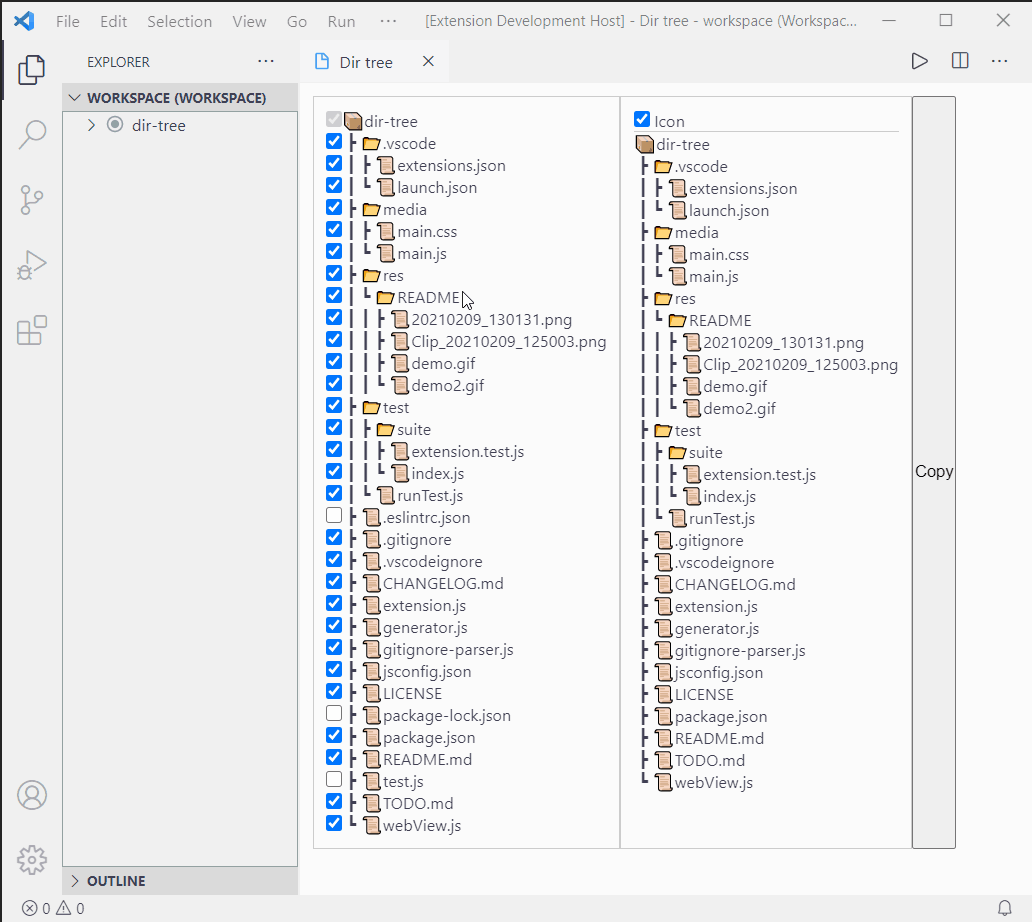 File Edit Selection View Go Run ··· [Extension Development Host] - Dir tree - workspace (Workspac...
EXPLORER ···
Dir tree
WORKSPACE (WORKSPACE)
dir-tree
dir-tree
.vscode
extensions.json
launch.json
media
main.css
main.js
res
README
20210209_130131.png
Clip_20210209_125003.png
demo.gif
demo2.gif
test
suite
extension.test.js
index.js
runTest.js
.eslintrc.json
.gitignore
.vscodeignore
CHANGELOG.md
extension.js
generator.js
gitignore-parser.js
jsconfig.json
LICENSE
package-lock.json
package.json
README.md
test.js
TODO.md
webView.js
Icon
dir-tree
.vscode
extensions.json
launch.json
media
main.css
main.js
res
README
20210209_130131.png
Clip_20210209_125003.png
demo.gif
demo2.gif
test
suite
extension.test.js
index.js
runTest.js
.gitignore
.vscodeignore
CHANGELOG.md
extension.js
generator.js
gitignore-parser.js
jsconfig.json
LICENSE
package.json
README.md
TODO.md
webView.js
Copy
OUTLINE
0 0